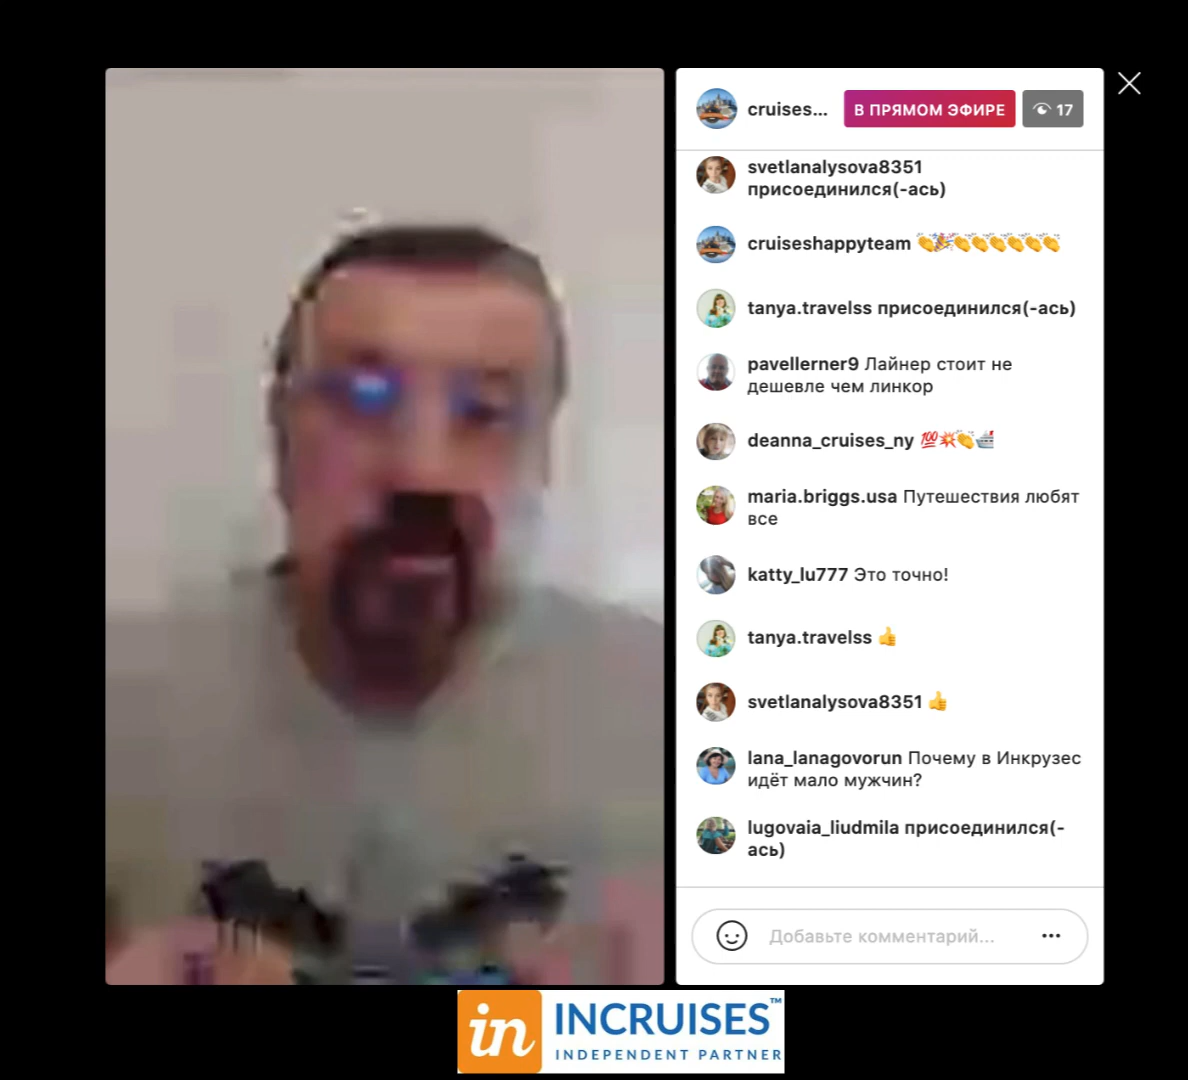 cruises...
В ПРЯМОМ ЭФИРЕ
17
svetlanalysova8351
присоединился(-ась)
cruiseshappyteam 👏🎉👏👏👏👏👏👏
tanya.travelss присоединился(-ась)
pavellerner9 Лайнер стоит не
дешевле чем линкор
deanna_cruises_ny 💯💥👏🛳
maria.briggs.usa Путешествия любят
все
katty_lu777 Это точно!
tanya.travelss 👍
svetlanalysova8351 👍
lana_lanagovorun Почему в Инкрузес
идёт мало мужчин?
lugovaia_liudmila присоединился(-
ась)
Добавьте комментарий...
in INCRUISES™
INDEPENDENT PARTNER